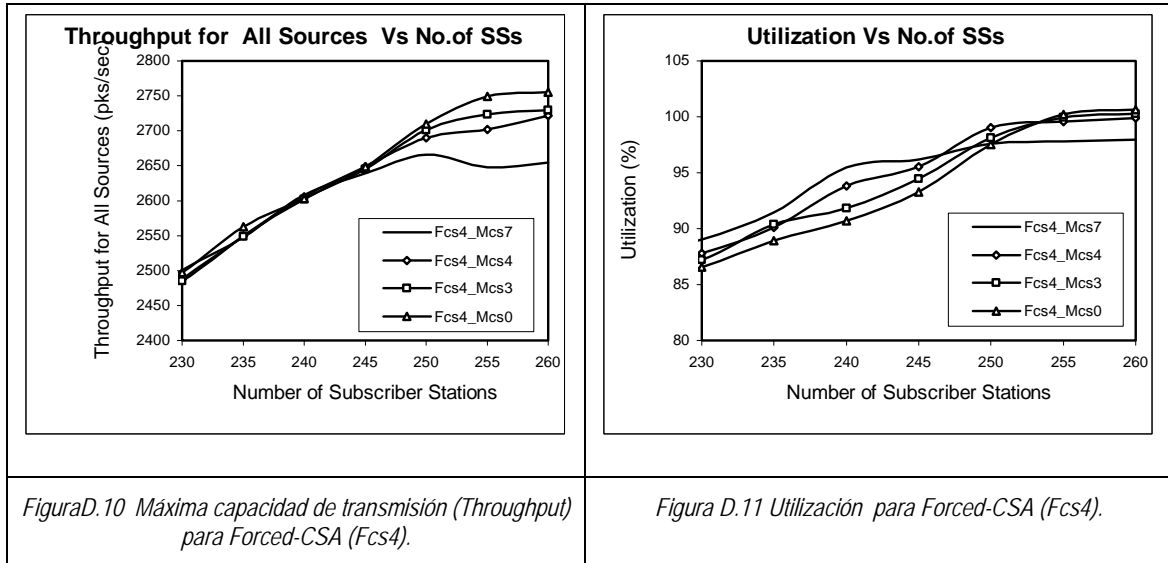 Throughput for  All Sources  Vs No.of SSs
Throughput for All Sources (pks/sec)
2800
2750
2700
2650
2600
2550
2500
2450
2400
230 235 240 245 250 255 260
Number of Subscriber Stations
Fcs4_Mcs7
Fcs4_Mcs4
Fcs4_Mcs3
Fcs4_Mcs0
Utilization Vs No.of SSs
Utilization (%)
105
100
95
90
85
80
230 235 240 245 250 255 260
Number of Subscriber Stations
Fcs4_Mcs7
Fcs4_Mcs4
Fcs4_Mcs3
Fcs4_Mcs0
FiguraD.10 Máxima capacidad de transmisión (Throughput)
para Forced-CSA (Fcs4).
Figura D.11 Utilización para Forced-CSA (Fcs4).